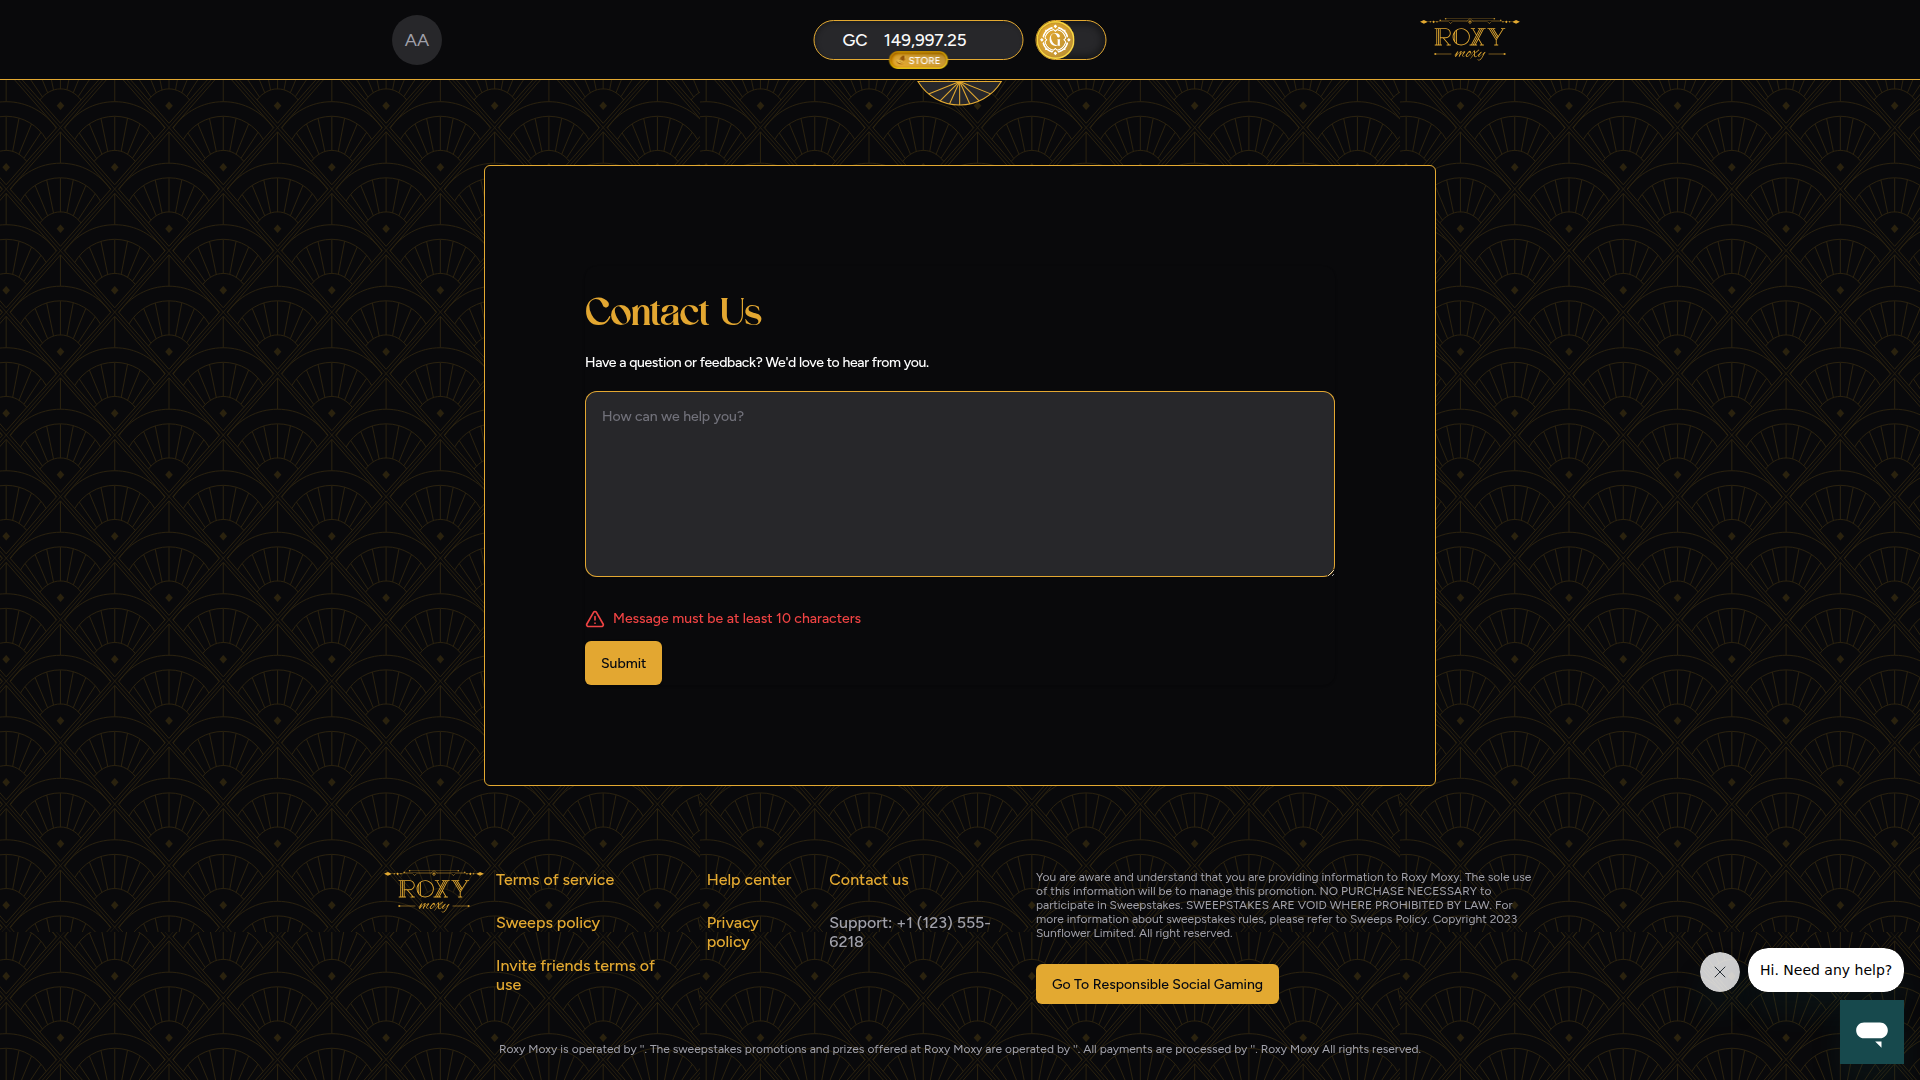 AA
GC 149,997.25
STORE
G
ROXY
moxy
Contact Us
Have a question or feedback? We'd love to hear from you.
How can we help you?
Message must be at least 10 characters
Submit
ROXY
moxy
Terms of service
Sweeps policy
Invite friends terms of
use
Help center
Privacy
policy
Contact us
Support: +1 (123) 555-
6218
You are aware and understand that you are providing information to Roxy Moxy. The sole use
of this information will be to manage this promotion. NO PURCHASE NECESSARY to
participate in Sweepstakes. SWEEPSTAKES ARE VOID WHERE PROHIBITED BY LAW. For
more information about sweepstakes rules, please refer to Sweeps Policy. Copyright 2023
Sunflower Limited. All right reserved.
Go To Responsible Social Gaming
Hi. Need any help?
Roxy Moxy is operated by ''. The sweepstakes promotions and prizes offered at Roxy Moxy are operated by ''. All payments are processed by ''. Roxy Moxy All rights reserved.